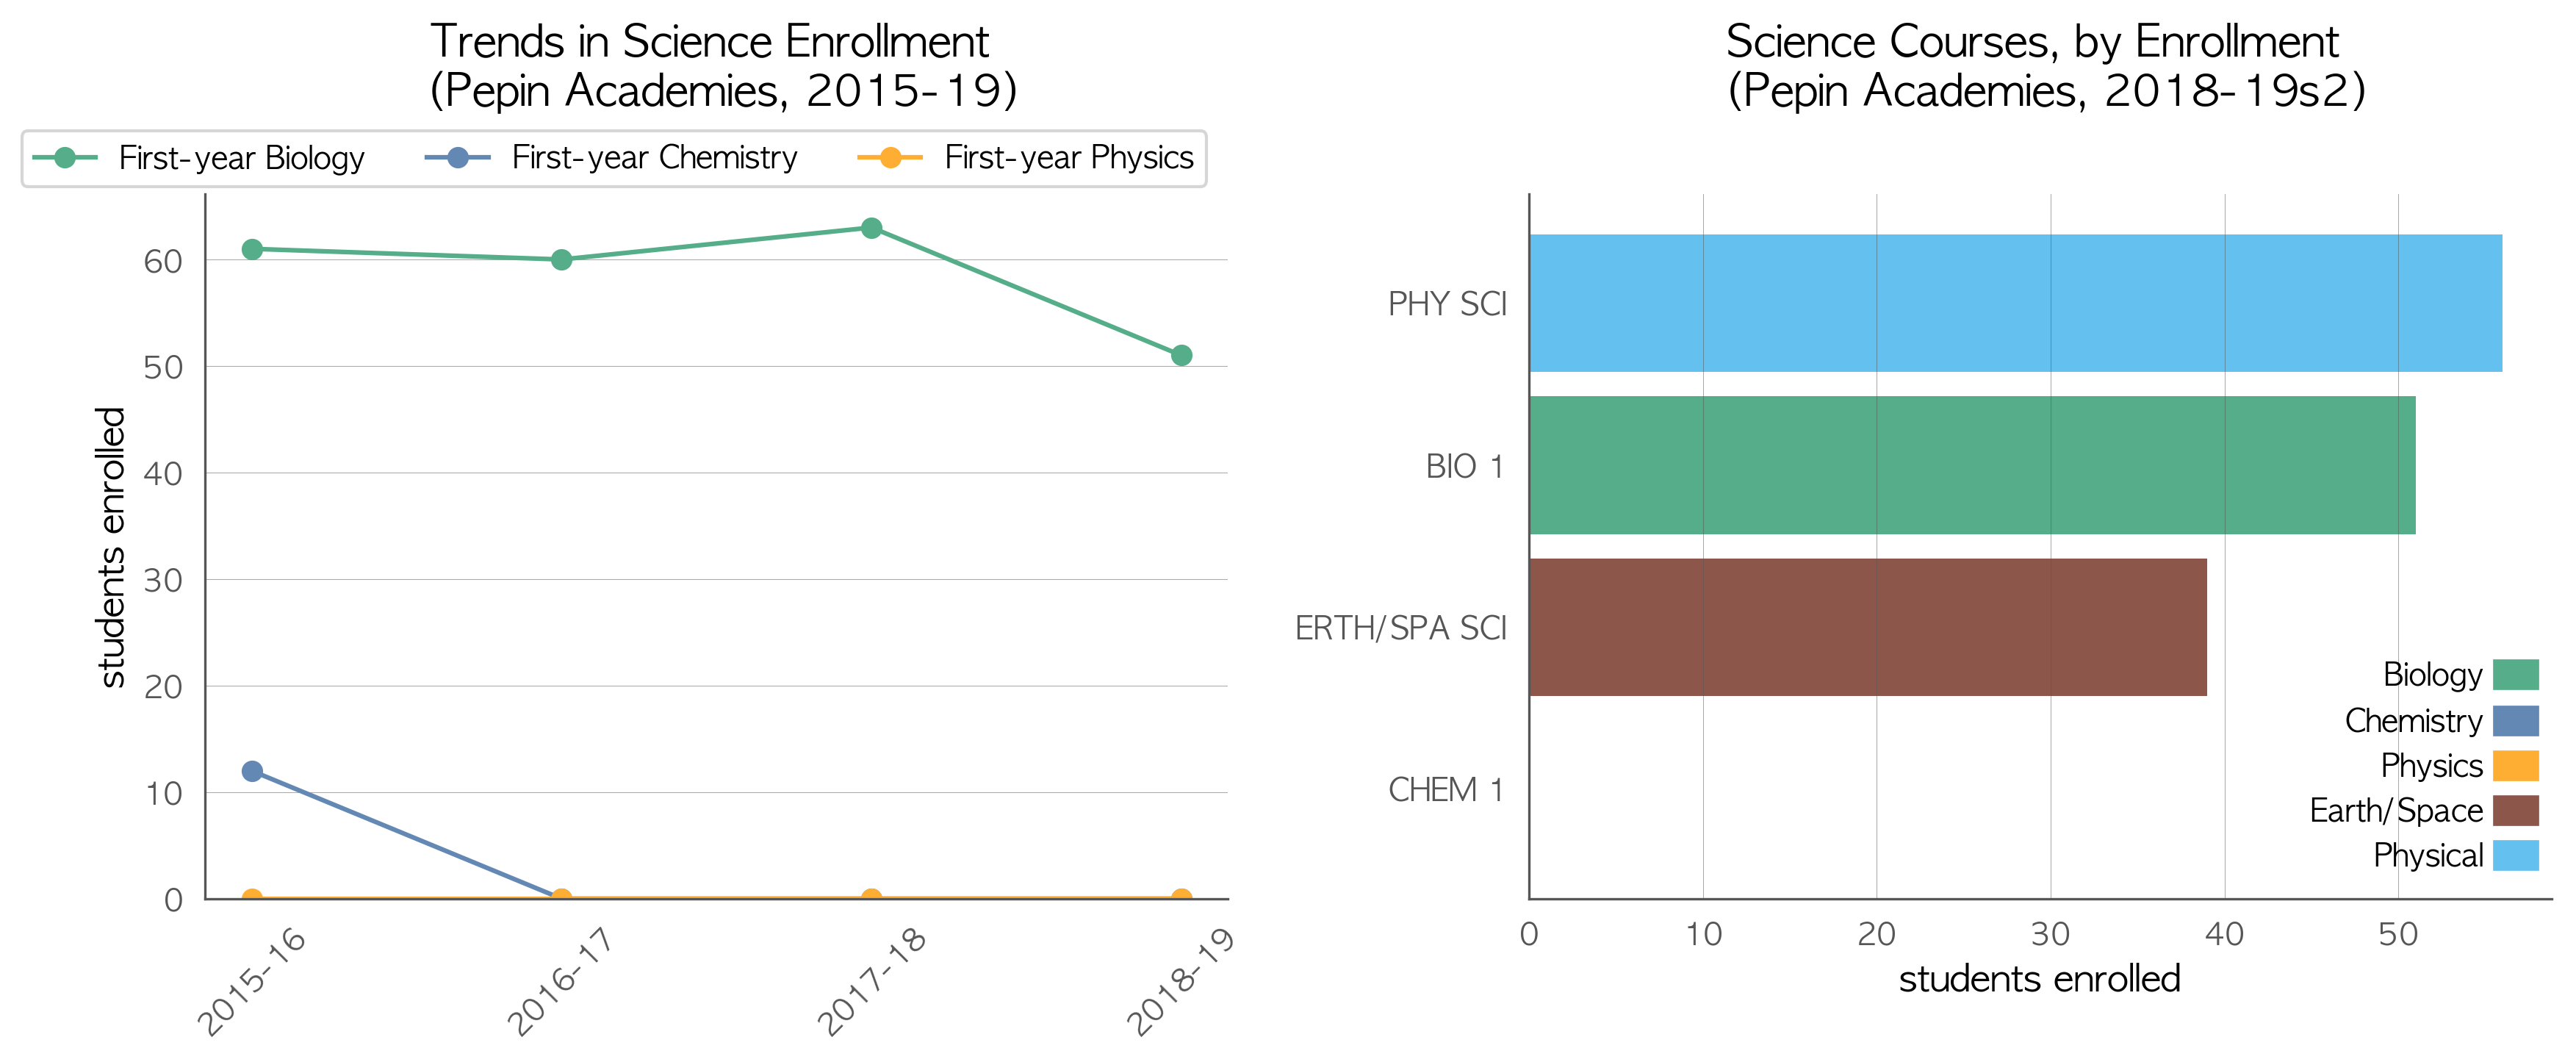 Trends in Science Enrollment
(Pepin Academies, 2015-19)
First-year Biology
First-year Chemistry
First-year Physics
students enrolled
60
50
40
30
20
10
0
2015-16
2016-17
2017-18
2018-19
Science Courses, by Enrollment
(Pepin Academies, 2018-19s2)
PHY SCI
BIO 1
ERTH/SPA SCI
CHEM 1
Biology
Chemistry
Physics
Earth/Space
Physical
0
10
20
30
40
50
students enrolled